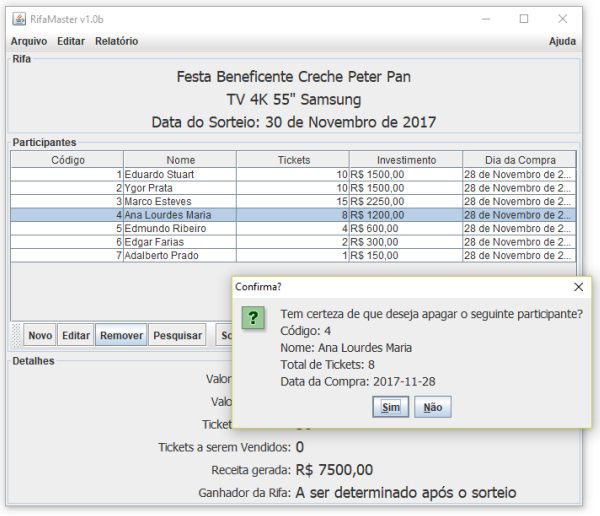 RifaMaster v1.0b
Arquivo Editar Relatório Ajuda
Rifa
Festa Beneficente Creche Peter Pan
TV 4K 55" Samsung
Data do Sorteio: 30 de Novembro de 2017
Participantes
Código Nome Tickets Investimento Dia da Compra
1 Eduardo Stuart 10 R$ 1500,00 28 de Novembro de 2...
2 Ygor Prata 10 R$ 1500,00 28 de Novembro de 2...
3 Marco Esteves 15 R$ 2250,00 28 de Novembro de 2...
4 Ana Lourdes Maria 8 R$ 1200,00 28 de Novembro de 2...
5 Edmundo Ribeiro 4 R$ 600,00 28 de Novembro de 2...
6 Edgar Farias 2 R$ 300,00 28 de Novembro de 2...
7 Adalberto Prado 1 R$ 150,00 28 de Novembro de 2...
Confirma?
Tem certeza de que deseja apagar o seguinte participante?
Código: 4
Nome: Ana Lourdes Maria
Total de Tickets: 8
Data da Compra: 2017-11-28
Sim Não
Novo Editar Remover Pesquisar
Detalhes
Valor
Valo
Ticket
Tickets a serem Vendidos: 0
Receita gerada: R$ 7500,00
Ganhador da Rifa: A ser determinado após o sorteio